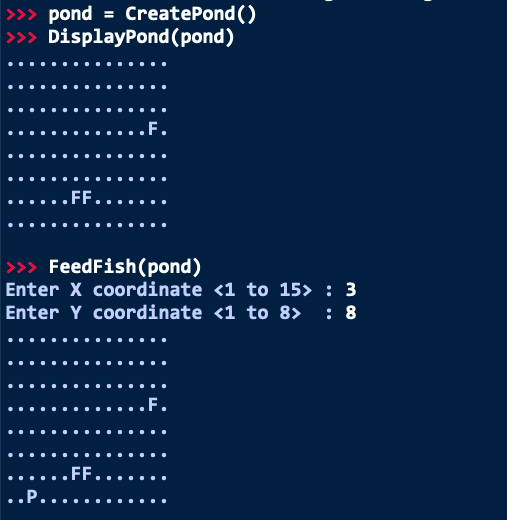 >>> pond = CreatePond()
>>> DisplayPond(pond)
...............
...............
...............
.............F.
...............
...............
......FF.......
...............
>>> FeedFish(pond)
Enter X coordinate <1 to 15> : 3
Enter Y coordinate <1 to 8>  : 8
...............
...............
...............
.............F.
...............
...............
......FF.......
..P............